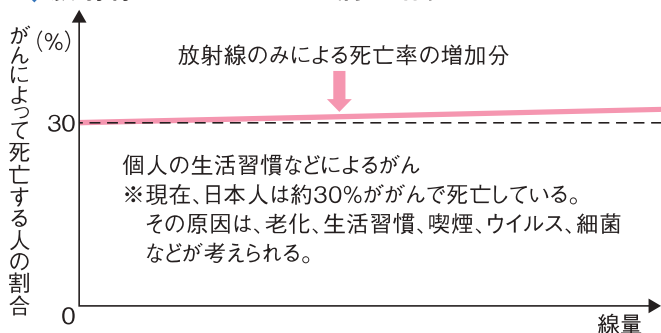 (%)
がんによって死亡する人の割合
放射線のみによる死亡率の増加分
30
個人の生活習慣などによるがん
※現在、日本人は約30%ががんで死亡している。
その原因は、老化、生活習慣、喫煙、ウイルス、細菌
などが考えられる。
0
線量